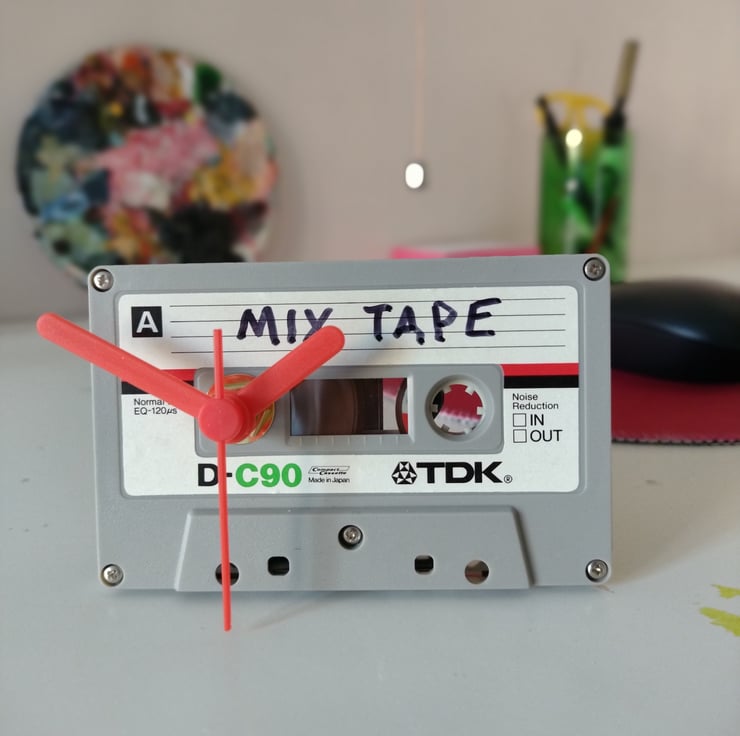 A
MIX TAPE
Normal
EQ-120µs
Noise
Reduction
IN
OUT
D-C90
Compact
Cassette
Made in Japan
TDK®